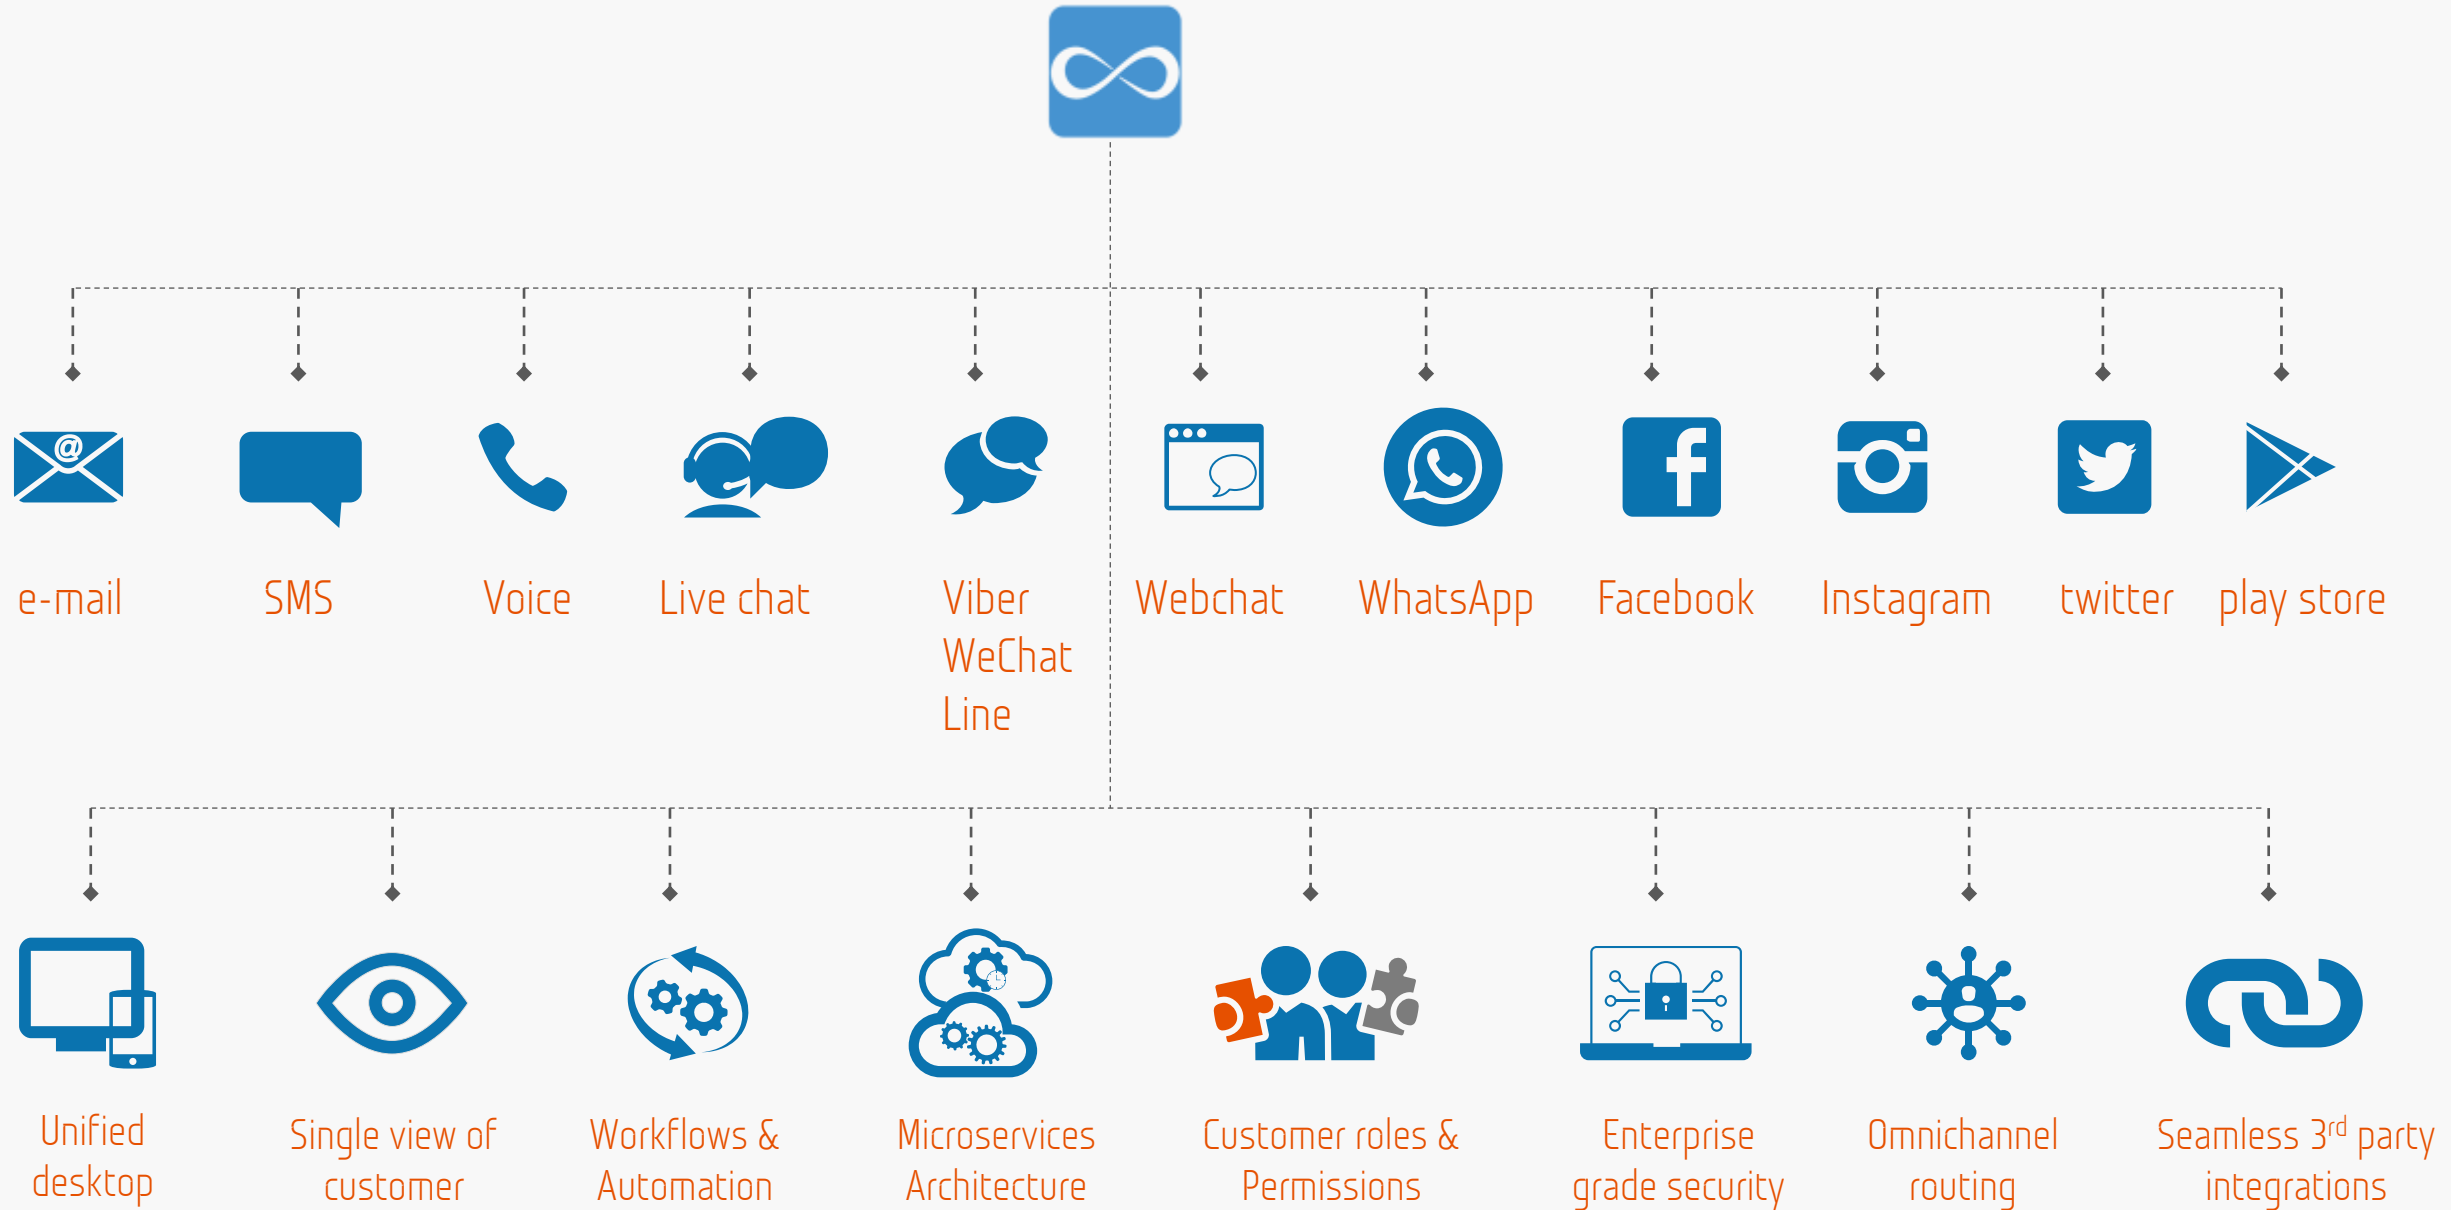 @
e-mail
SMS
Voice
Live chat
Viber
WeChat
Line
Webchat
WhatsApp
Facebook
Instagram
twitter
play store
Unified
desktop
Single view of
customer
Workflows &
Automation
Microservices
Architecture
Customer roles &
Permissions
Enterprise
grade security
Omnichannel
routing
Seamless 3rd party
integrations